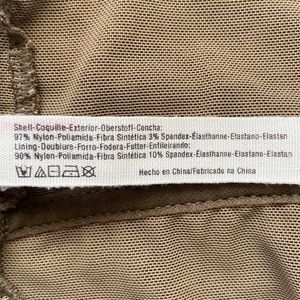 Shell-Coquille-Exterior-Oberstoff-Concha:
97% Nylon-Poliamida-Fibra Sintética 3% Spandex-Élasthanne-Elastano-Elastan
Lining-Doublure-Forro-Fodera-Futter-Enfileirando:
90% Nylon-Poliamida-Fibra Sintética 10% Spandex-Élasthanne-Elastano-Elastan
Hecho en China/Fabricado na China